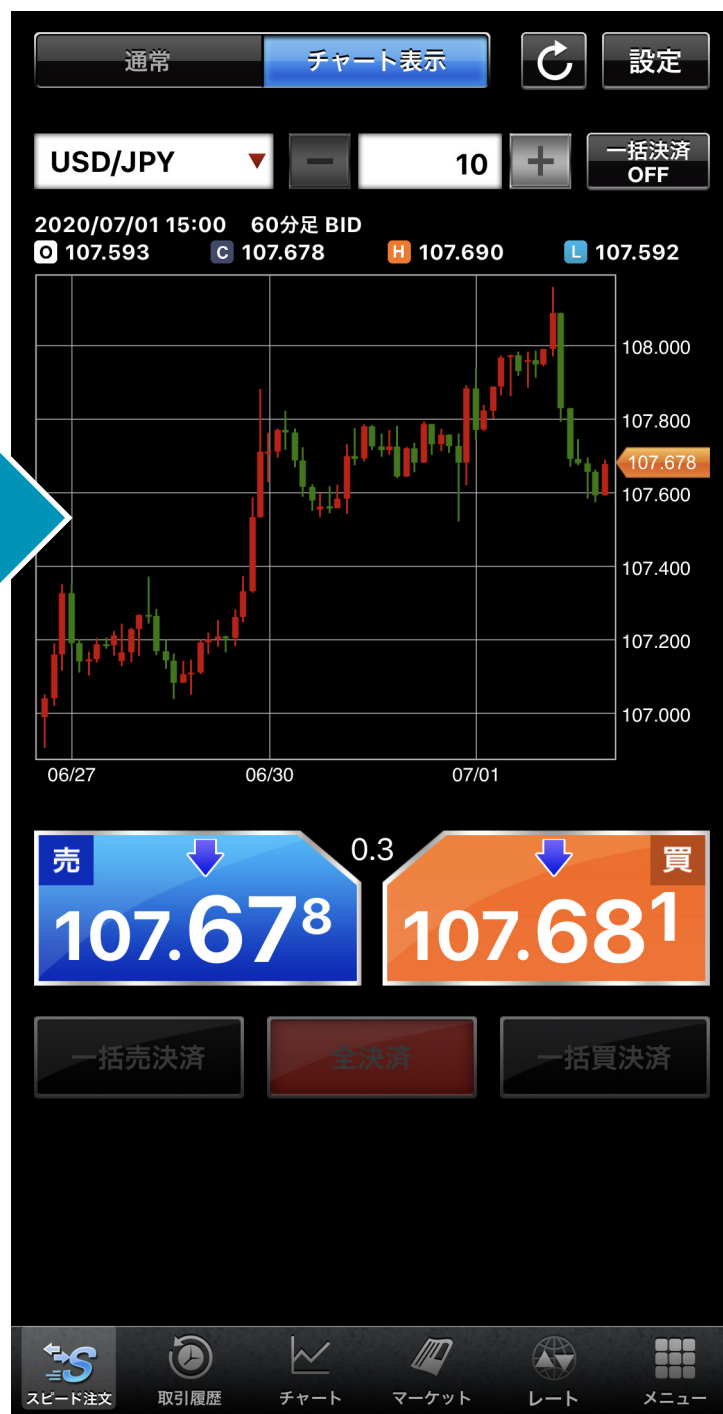 通常 チャート表示 設定
USD/JPY 10 一括決済
OFF
2020/07/01 15:00 60分足 BID
O 107.593 C 107.678 H 107.690 L 107.592
108.000
107.800
107.678
107.600
107.400
107.200
107.000
06/27 06/30 07/01
売 0.3 買
107.678 107.681
一括売決済 全決済 一括買決済
S
スピード注文 取引履歴 チャート マーケット レート メニュー